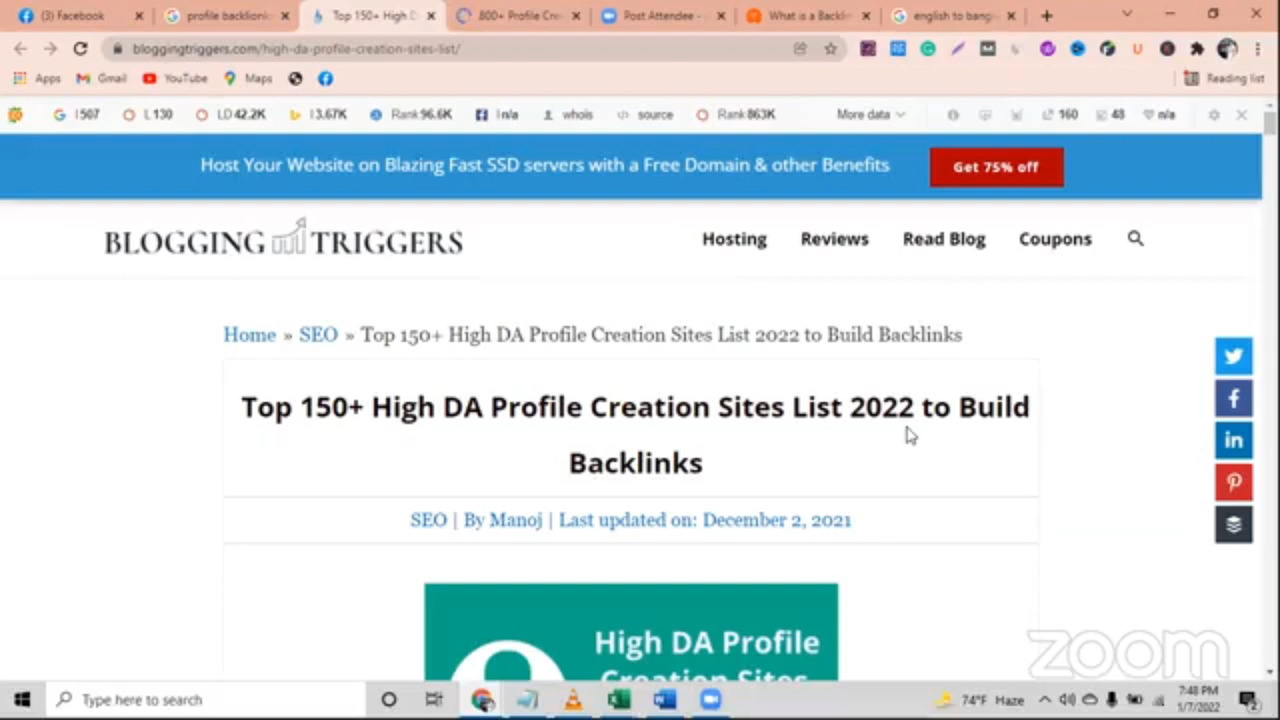 (3) Facebook
profile backlionk
Top 150+ High D
800+ Profile Cre
Post Attendee -
What is a Backli
english to bang
bloggingtriggers.com/high-da-profile-creation-sites-list/
Apps Gmail YouTube Maps
Reading list
I 507 L 130 LD 42.2K I 3.67K Rank 96.6K I n/a whois source Rank 863K More data 160 48 n/a
Host Your Website on Blazing Fast SSD servers with a Free Domain & other Benefits
Get 75% off
BLOGGING TRIGGERS
Hosting Reviews Read Blog Coupons
Home » SEO » Top 150+ High DA Profile Creation Sites List 2022 to Build Backlinks
Top 150+ High DA Profile Creation Sites List 2022 to Build
Backlinks
SEO | By Manoj | Last updated on: December 2, 2021
High DA Profile
Creation Sites
zoom
Type here to search
74°F Haze
7:48 PM
1/7/2022